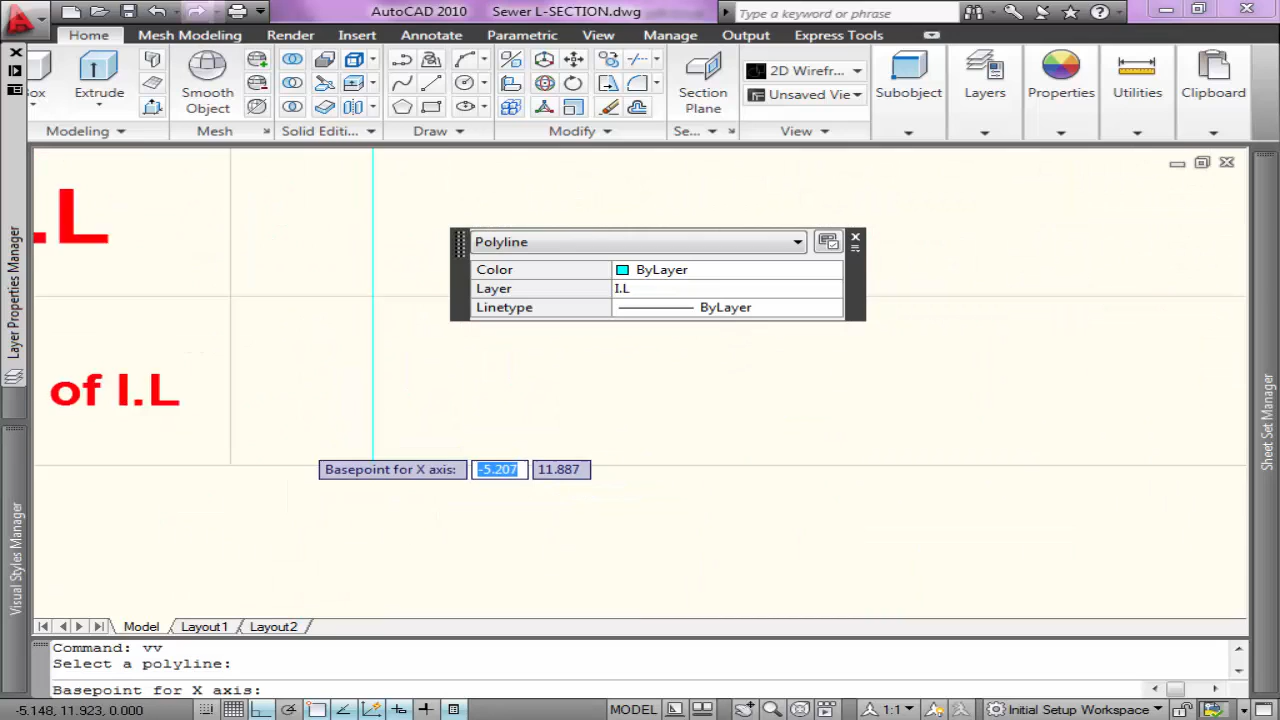 AutoCAD 2010 Sewer L-SECTION.dwg
Type a keyword or phrase
Home Mesh Modeling Render Insert Annotate Parametric View Manage Output Express Tools
2D Wirefr...
Unsaved Vie
ox Extrude
Smooth
Object
Section
Plane
Subobject Layers Properties Utilities Clipboard
Modeling Mesh Solid Editi... Draw Modify Se... View
.L
Polyline
Color ByLayer
Layer I.L
Linetype ByLayer
Layer Properties Manager
of I.L
Sheet Set Manager
Basepoint for X axis: -5.207 11.887
Visual Styles Manager
Model Layout1 Layout2
Command: vv
Select a polyline:
Basepoint for X axis:
-5.148, 11.923, 0.000 MODEL 1:1 Initial Setup Workspace